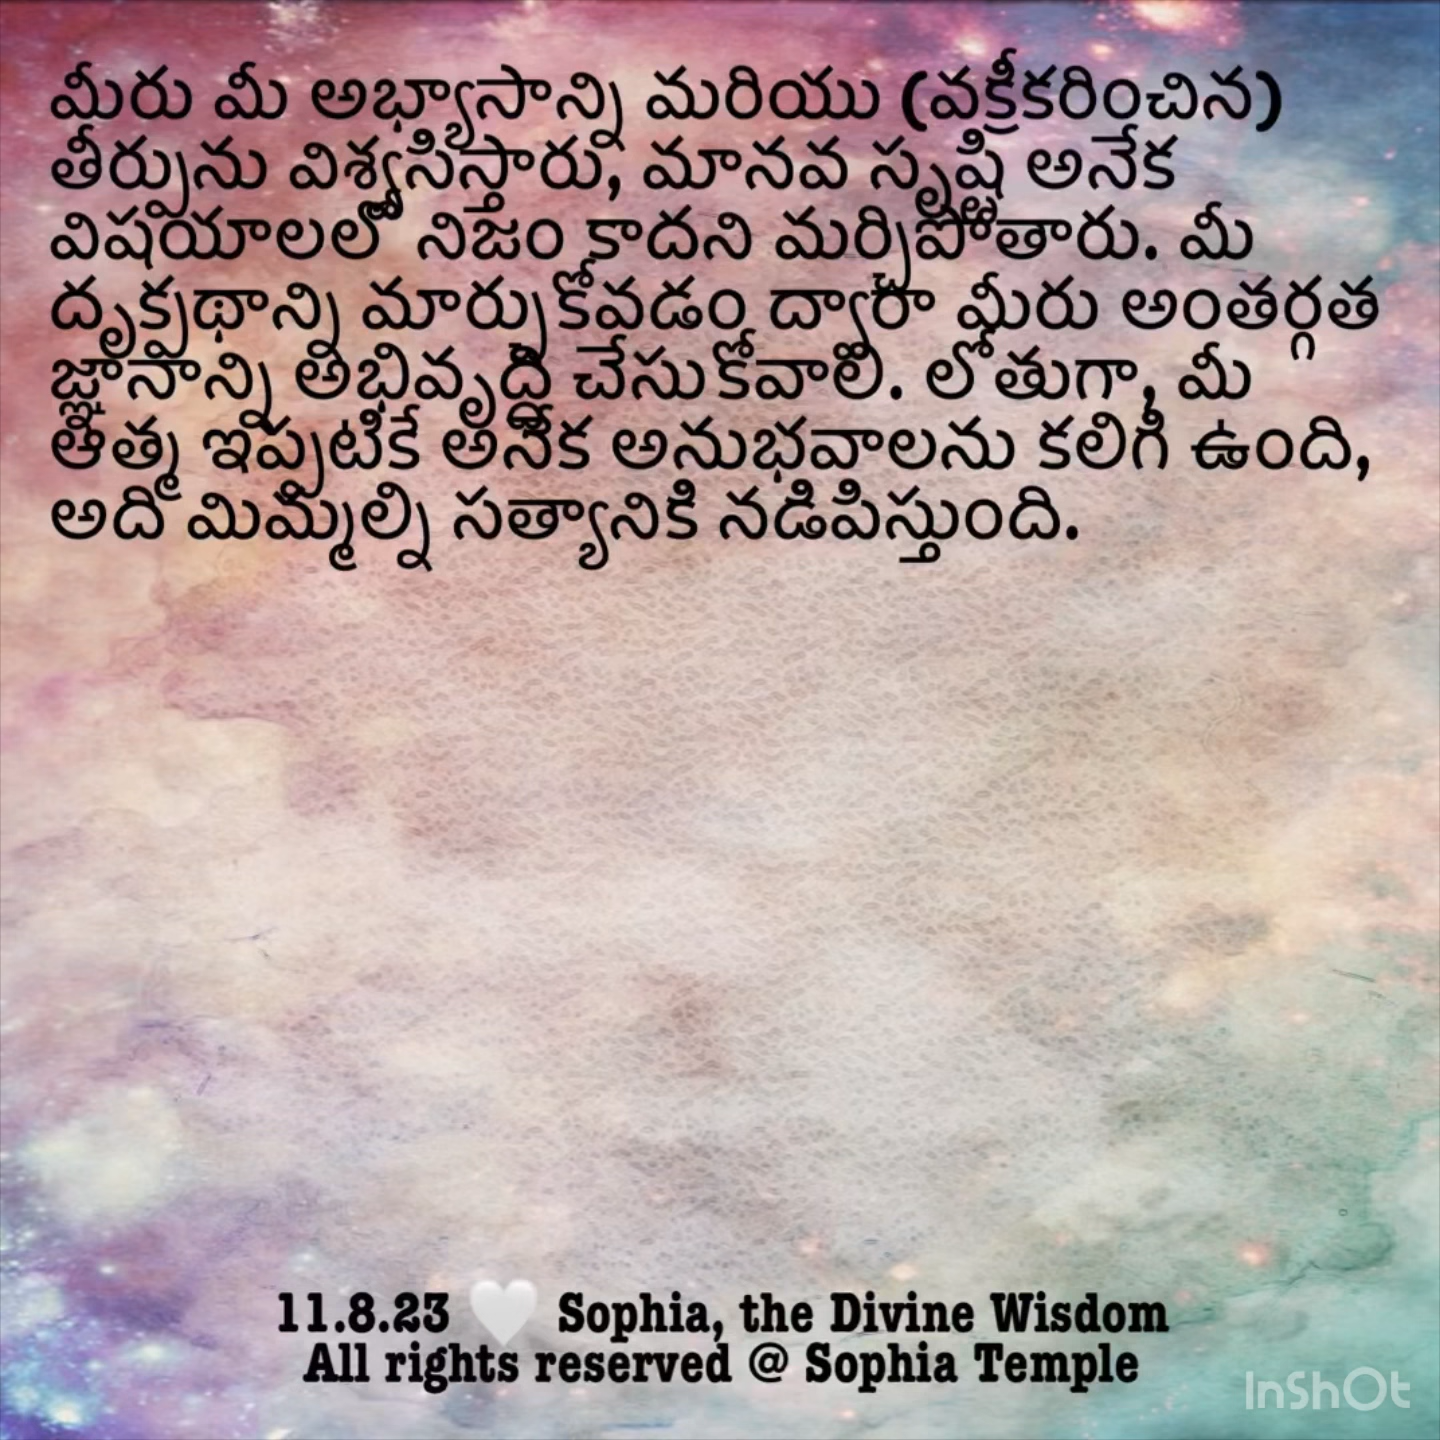 మీరు మీ అభ్యాసాన్ని మరియు (వక్రీకరించిన)
తీర్పును విశ్వసిస్తారు, మానవ సృష్టి అనేక
విషయాలలో నిజం కాదని మర్చిపోతారు. మీ
దృక్పథాన్ని మార్చుకోవడం ద్వారా మీరు అంతర్గత
జ్ఞానాన్ని అభివృద్ధి చేసుకోవాలి. లోతుగా, మీ
ఆత్మ ఇప్పటికే అనేక అనుభవాలను కలిగి ఉంది,
అది మిమ్మల్ని సత్యానికి నడిపిస్తుంది.
11.8.23 🤍 Sophia, the Divine Wisdom
All rights reserved @ Sophia Temple
InShOt